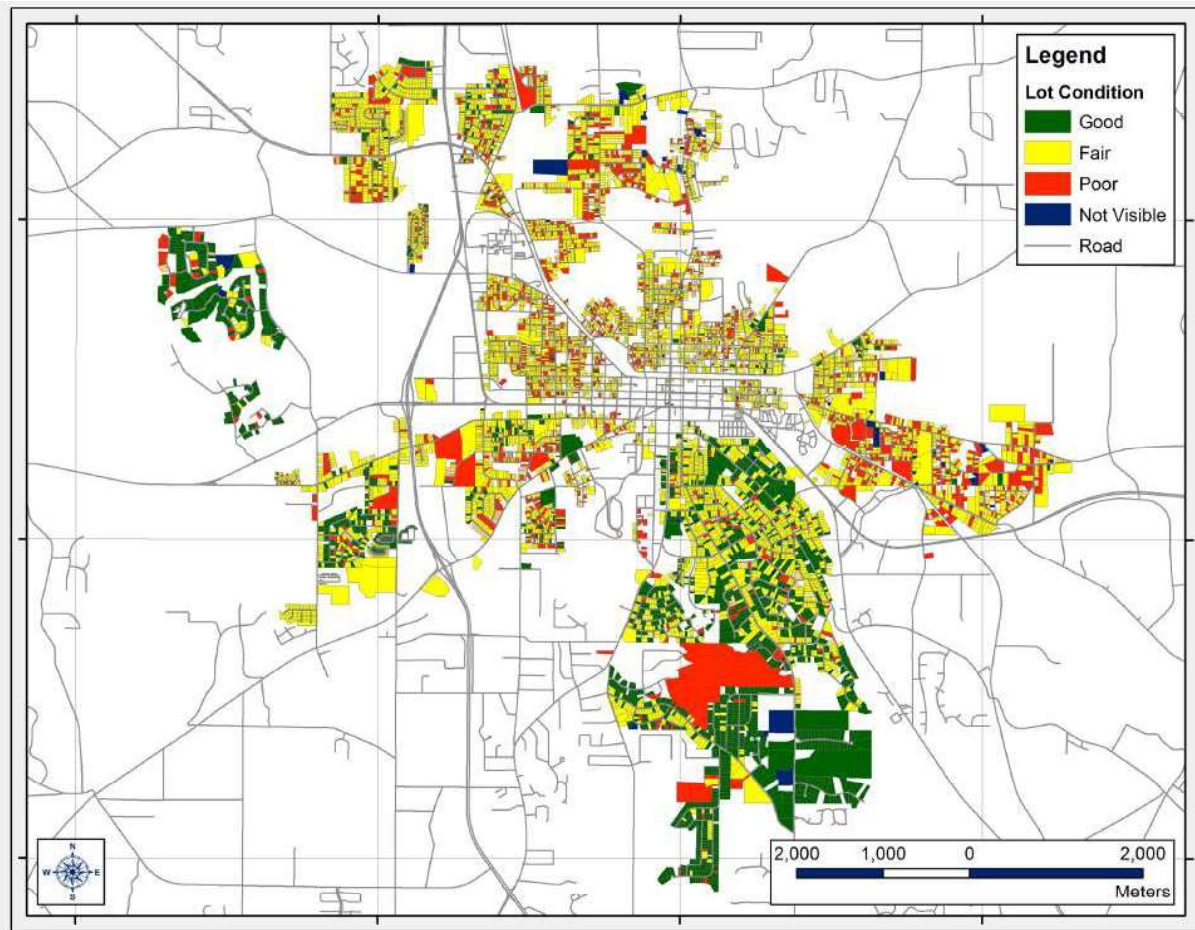 Legend
Lot Condition
Good
Fair
Poor
Not Visible
Road
N
W E
S
2,000 1,000 0 2,000
Meters